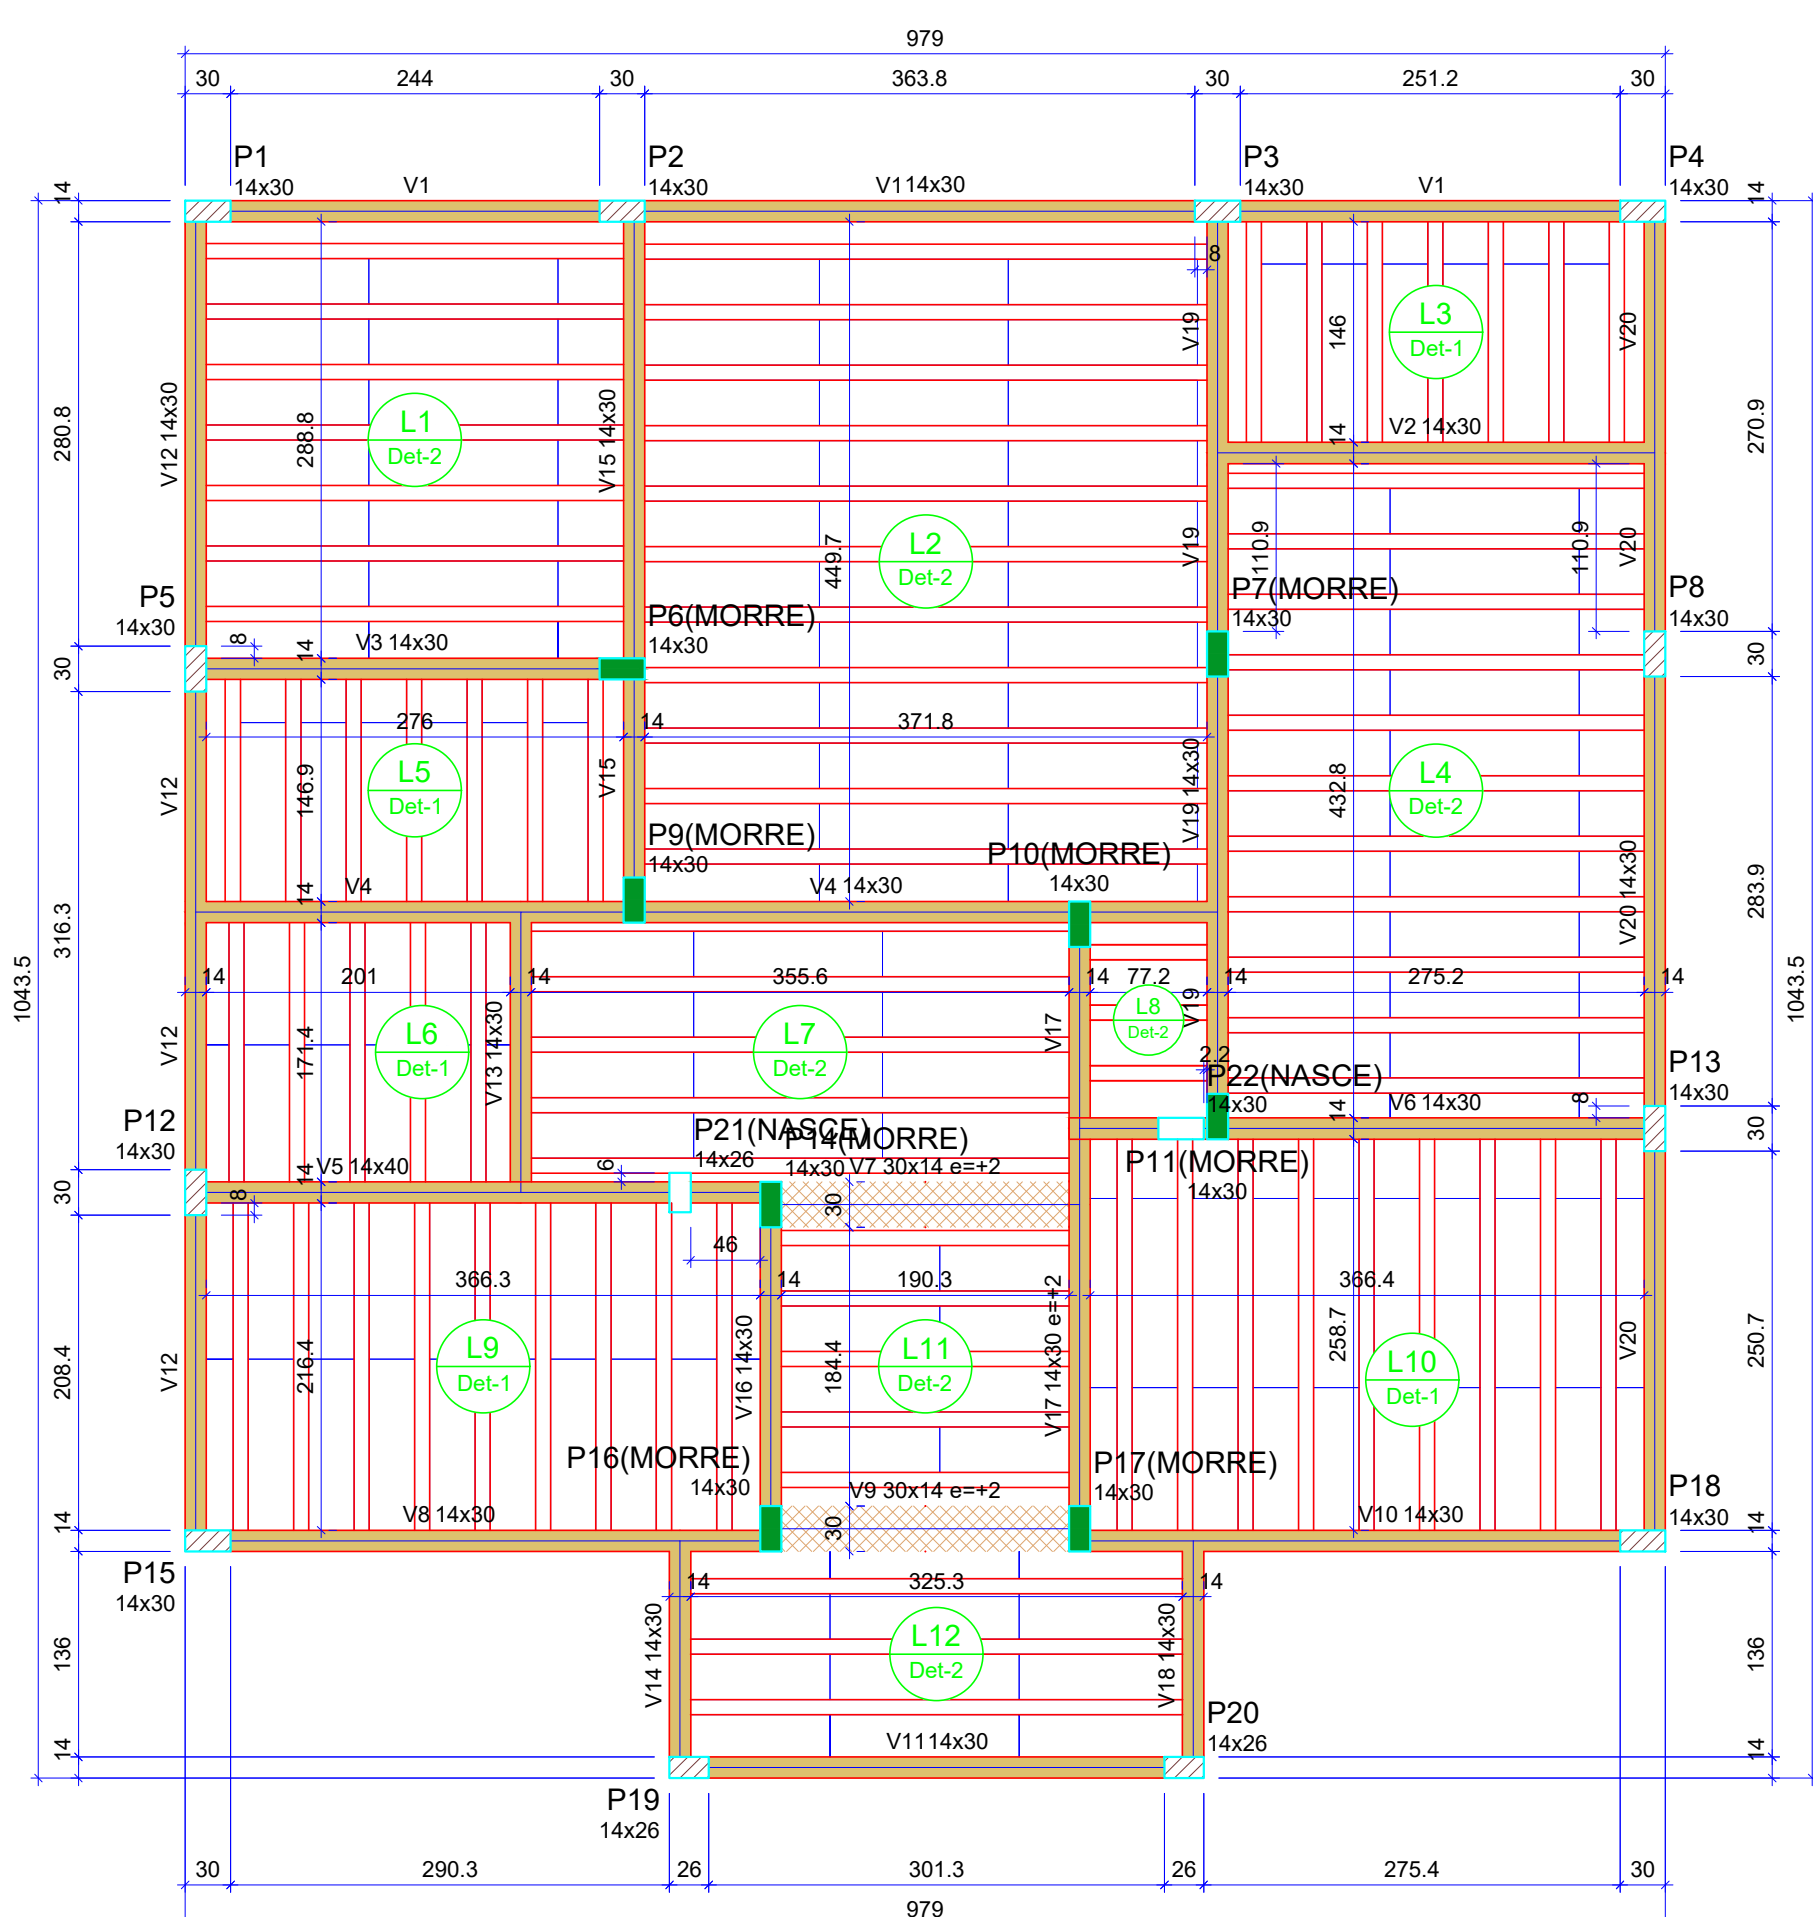 979
30 244 30 363.8 30 251.2 30
P1 P2 P3 P4
14x30 V1 14x30 V1 14x30 14x30 V1 14x30
14 14
8
V19 146 L3 V20
Det-1
V12 14x30 280.8 288.8 L1 V15 14x30 V2 14x30 14 270.9
Det-2
449.7 L2 V19 110.9 110.9 V20
Det-2
P5 P6(MORRE) P7(MORRE) P8
14x30 14x30 14x30 14x30
8 V3 14x30 14
30 30
276 14 371.8
V12 146.9 L5 V15 V19 14x30 432.8 L4
Det-1 Det-2
P9(MORRE) V19 P10(MORRE)
14x30 14x30
14 V4 V4 14x30 V20 14x30
316.3 V20 283.9
1043.5 14 201 14 355.6 14 77.2 14 275.2 14 1043.5
V12 171.4 L6 V13 14x30 L7 V17 L8 V19
Det-1 Det-2 Det-2
2.2
P22(NASCE) P13
14x30 14 V6 14x30 8 14x30
P12 P21(NASCE) P14(MORRE) 30
14x30 14x26 14x30 P11(MORRE)
14 V5 14x40 6 V7 30x14 e=+2 14x30
30 8 30
46
366.3 14 190.3 366.4
208.4 V12 216.4 L9 V16 14x30 184.4 L11 V17 14x30 e=+2 258.7 L10 V20 250.7
Det-1 Det-2 Det-1
P16(MORRE) P17(MORRE) P18
14x30 V9 30x14 e=+2 14x30 14x30
14 V8 14x30 30 V10 14x30 14
P15 14 325.3 14
14x30
136 V14 14x30 L12 V18 14x30 136
Det-2
P20
14 V11 14x30 14x26 14
P19
14x26
30 290.3 26 301.3 26 275.4 30
979